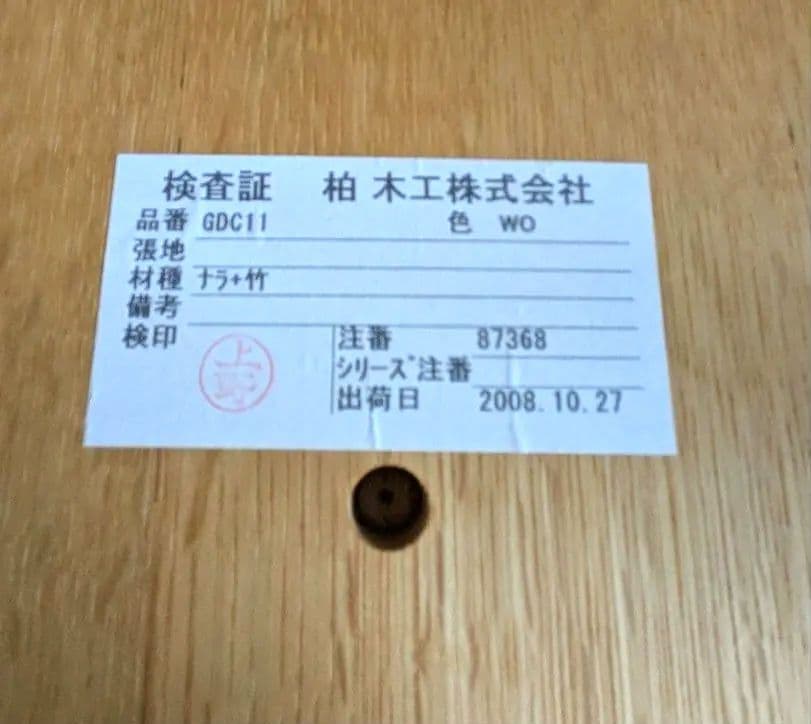 検査証 柏木工株式会社
品番 GDC11 色 WO
張地
材種 ナラ+竹
備考
検印 注番 87368
上野
シリーズ注番
出荷日 2008.10.27